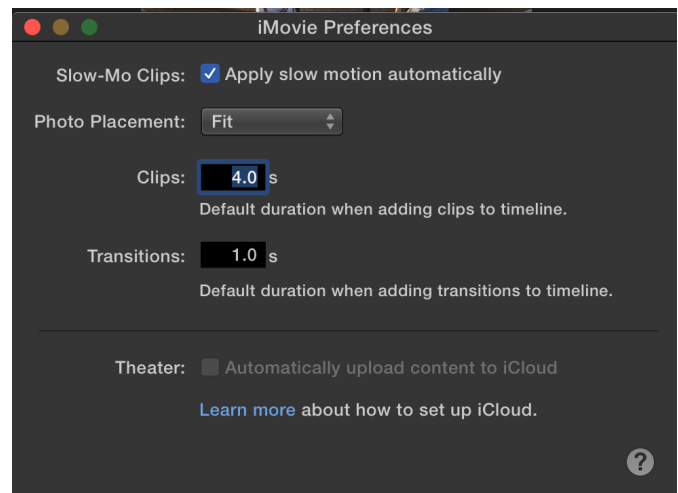 iMovie Preferences
Slow-Mo Clips: Apply slow motion automatically
Photo Placement: Fit
Clips: 4.0 s
Default duration when adding clips to timeline.
Transitions: 1.0 s
Default duration when adding transitions to timeline.
Theater: Automatically upload content to iCloud
Learn more about how to set up iCloud.
?